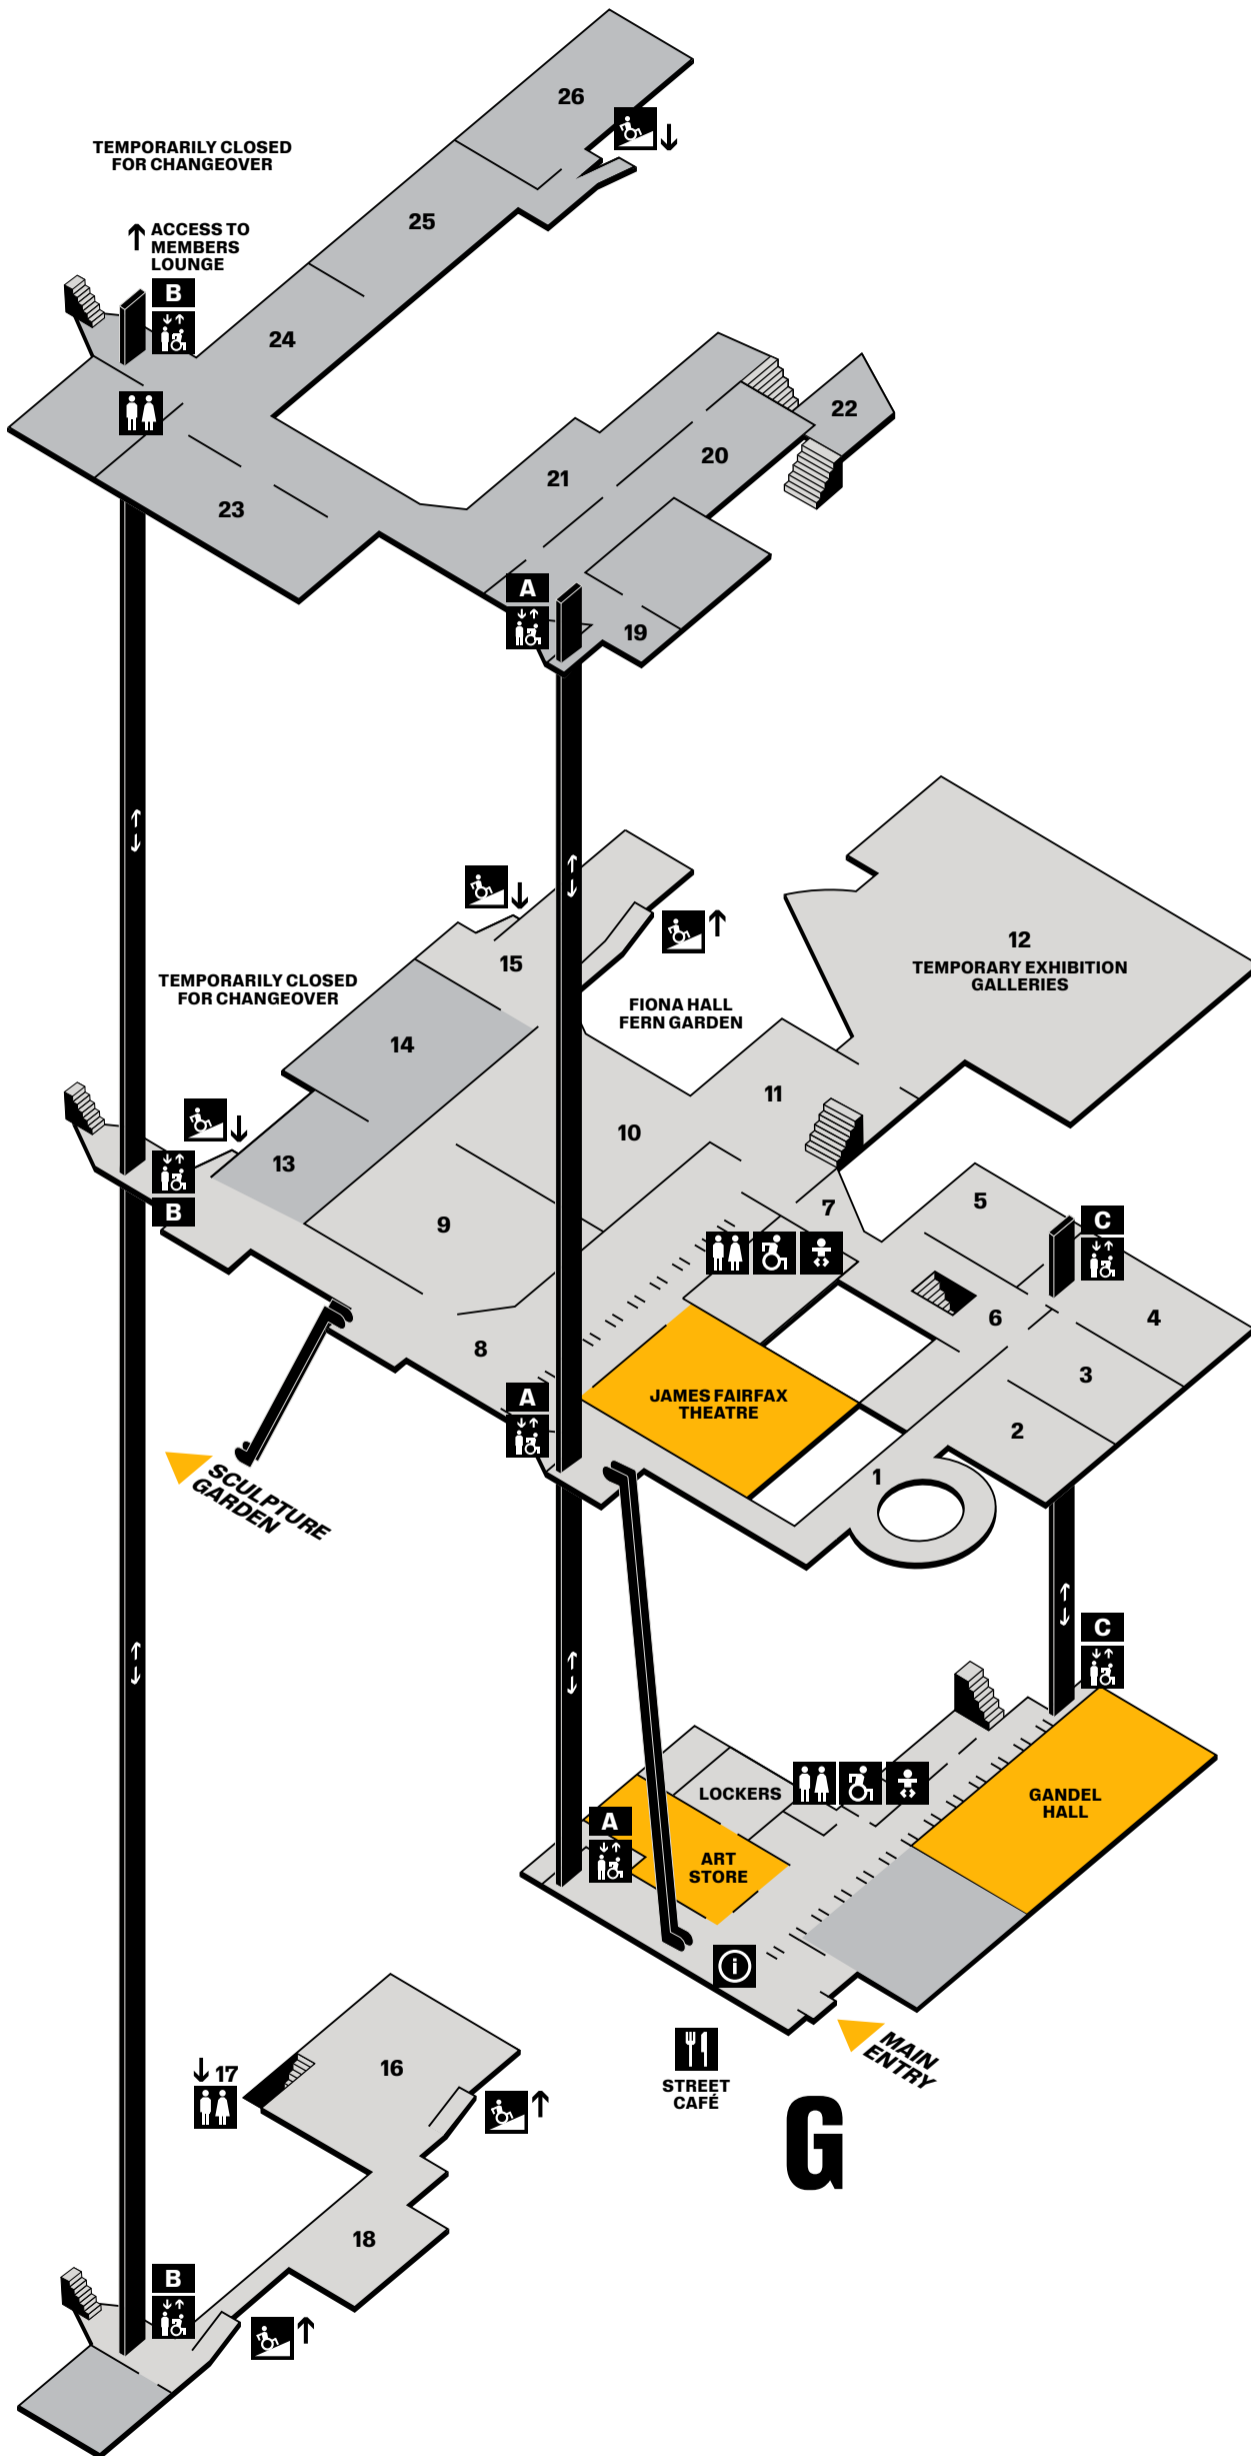 26
TEMPORARILY CLOSED
FOR CHANGEOVER
25
ACCESS TO
MEMBERS
LOUNGE
B
24
22
20
21
23
A
19
12
TEMPORARY EXHIBITION
GALLERIES
15
TEMPORARILY CLOSED
FOR CHANGEOVER
FIONA HALL
FERN GARDEN
14
11
10
13
5
7
9
B
C
6
4
8
3
A
JAMES FAIRFAX
THEATRE
2
1
SCULPTURE
GARDEN
C
LOCKERS
GANDEL
HALL
A
ART
STORE
i
MAIN
ENTRY
STREET
CAFÉ
G
17
16
18
B